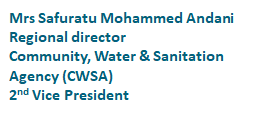 Mrs Safuratu Mohammed Andani
Regional director
Community, Water & Sanitation
Agency (CWSA)
2nd Vice President